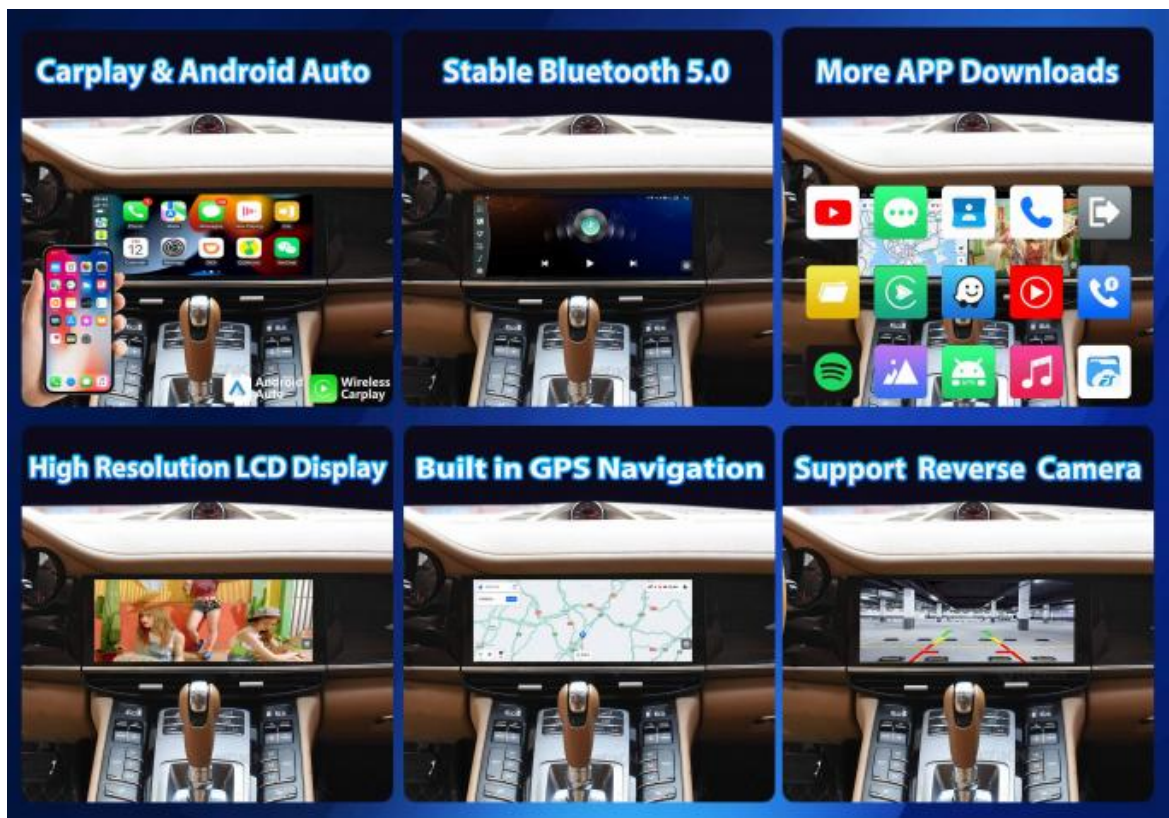 Carplay & Android Auto
Stable Bluetooth 5.0
More APP Downloads
12
Android
Auto
Wireless
Carplay
High Resolution LCD Display
Built in GPS Navigation
Support Reverse Camera